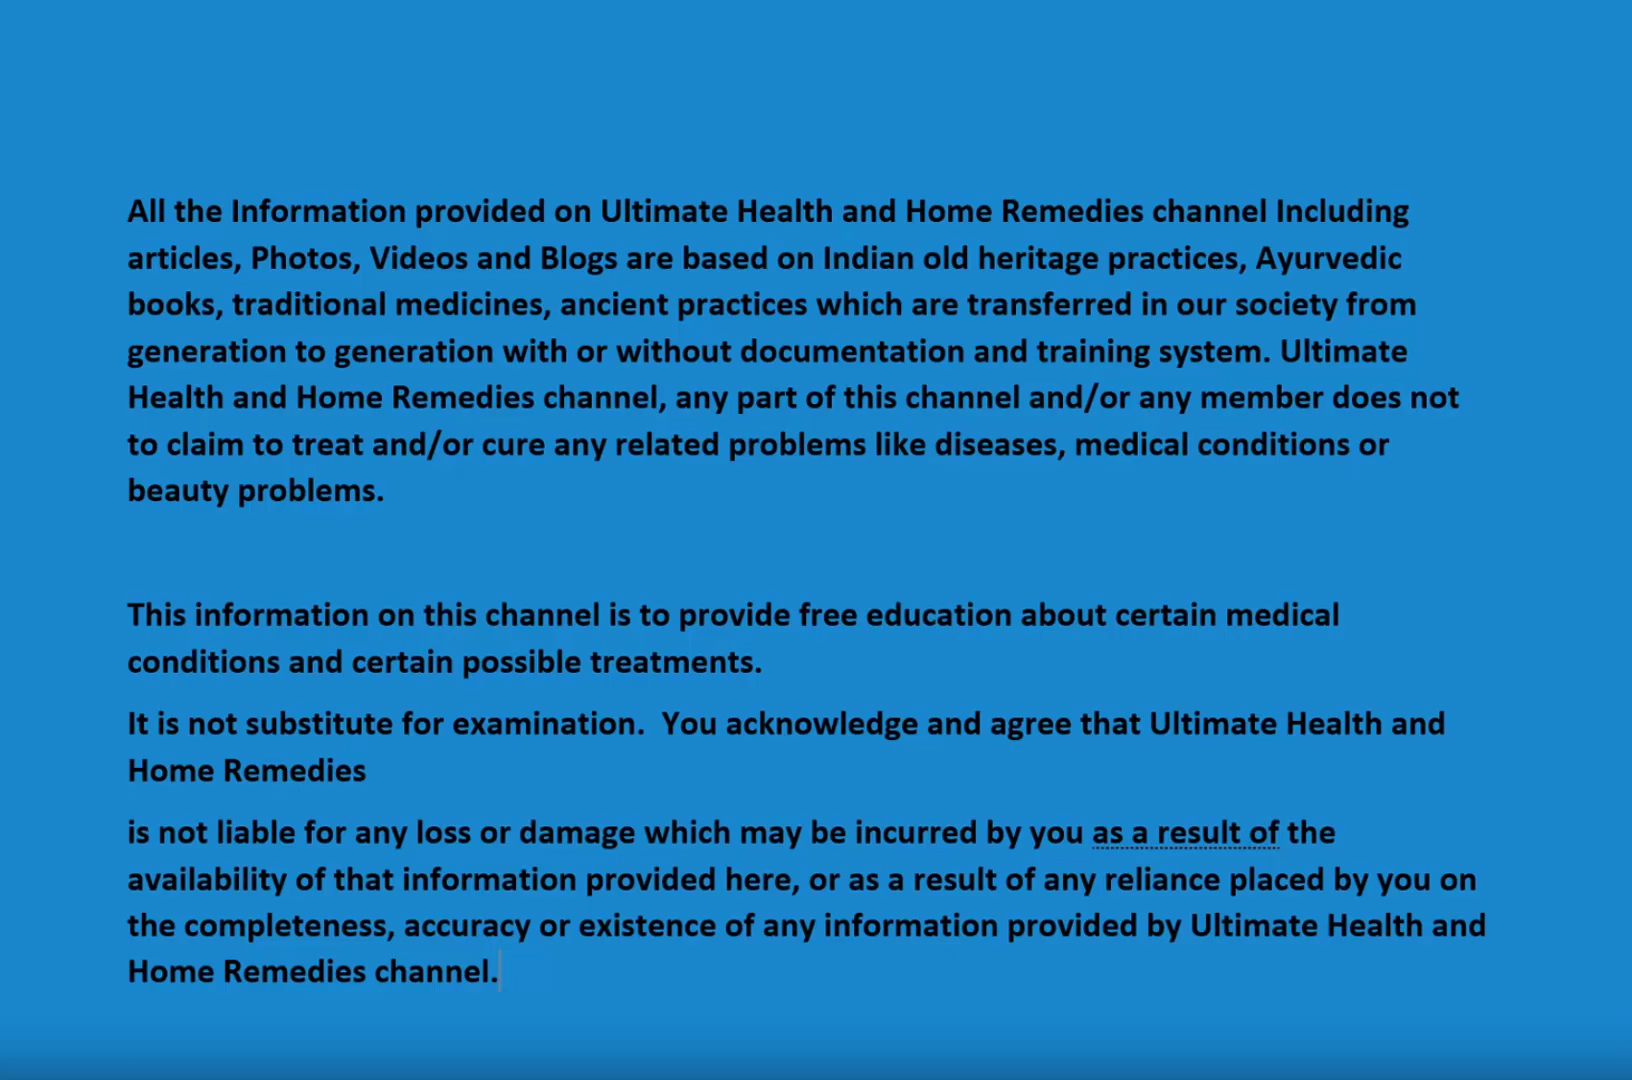 All the Information provided on Ultimate Health and Home Remedies channel Including
articles, Photos, Videos and Blogs are based on Indian old heritage practices, Ayurvedic
books, traditional medicines, ancient practices which are transferred in our society from
generation to generation with or without documentation and training system. Ultimate
Health and Home Remedies channel, any part of this channel and/or any member does not
to claim to treat and/or cure any related problems like diseases, medical conditions or
beauty problems.
This information on this channel is to provide free education about certain medical
conditions and certain possible treatments.
It is not substitute for examination.  You acknowledge and agree that Ultimate Health and
Home Remedies
is not liable for any loss or damage which may be incurred by you as a result of the
availability of that information provided here, or as a result of any reliance placed by you on
the completeness, accuracy or existence of any information provided by Ultimate Health and
Home Remedies channel.